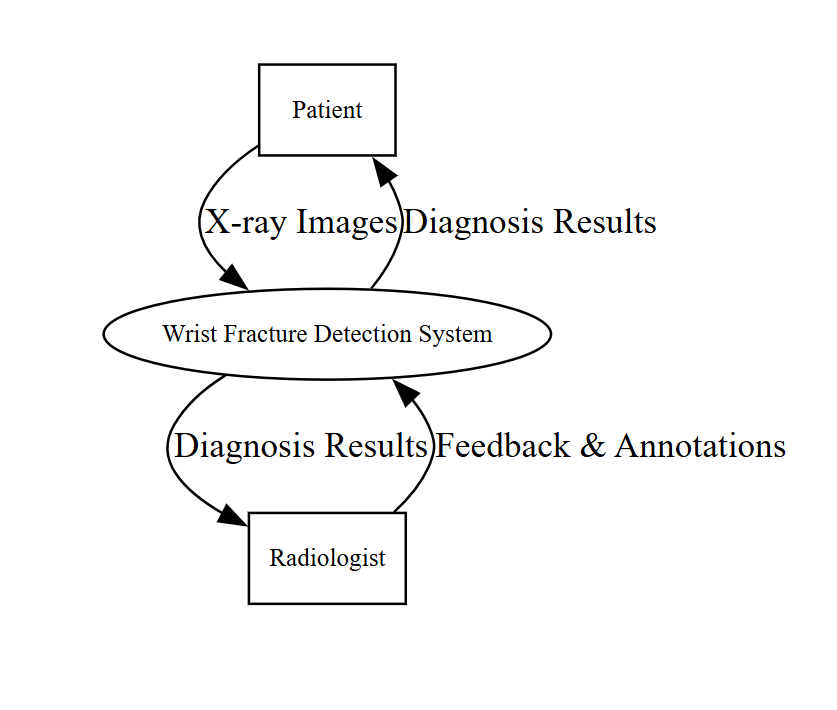 Patient
X-ray Images
Diagnosis Results
Wrist Fracture Detection System
Diagnosis Results
Feedback & Annotations
Radiologist